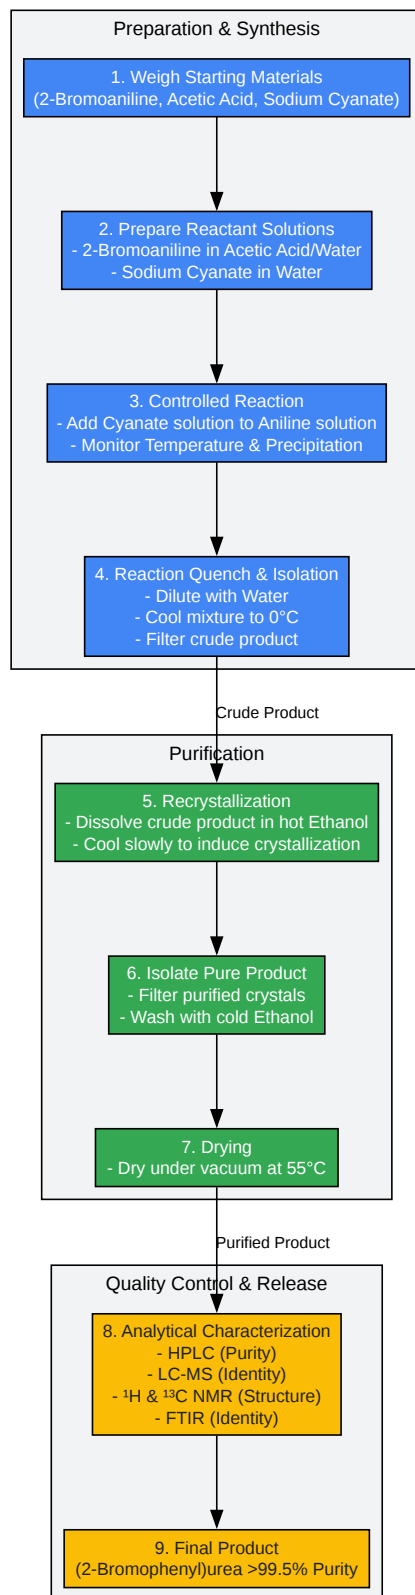 Preparation & Synthesis
1. Weigh Starting Materials
(2-Bromoaniline, Acetic Acid, Sodium Cyanate)
2. Prepare Reactant Solutions
- 2-Bromoaniline in Acetic Acid/Water
- Sodium Cyanate in Water
3. Controlled Reaction
- Add Cyanate solution to Aniline solution
- Monitor Temperature & Precipitation
4. Reaction Quench & Isolation
- Dilute with Water
- Cool mixture to 0°C
- Filter crude product
Crude Product
Purification
5. Recrystallization
- Dissolve crude product in hot Ethanol
- Cool slowly to induce crystallization
6. Isolate Pure Product
- Filter purified crystals
- Wash with cold Ethanol
7. Drying
- Dry under vacuum at 55°C
Purified Product
Quality Control & Release
8. Analytical Characterization
- HPLC (Purity)
- LC-MS (Identity)
- ¹H & ¹³C NMR (Structure)
- FTIR (Identity)
9. Final Product
(2-Bromophenyl)urea >99.5% Purity